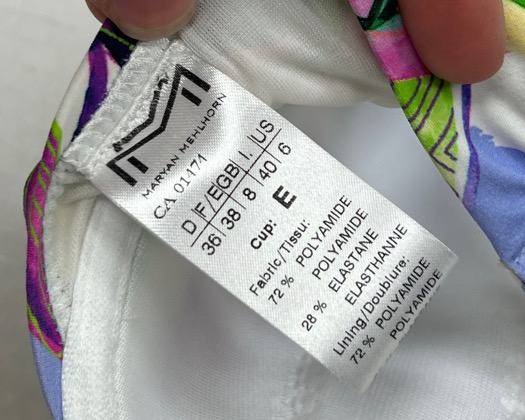 M
MARYAN MEHLHORN
CA 01474
D F E GB I. US
36 38 8 40 6
Cup: E
Fabric/Tissu:
72 % POLYAMIDE
POLYAMIDE
28 % ELASTANE
ELASTHANNE
Lining/Doublure:
72 % POLYAMIDE
POLYAMIDE